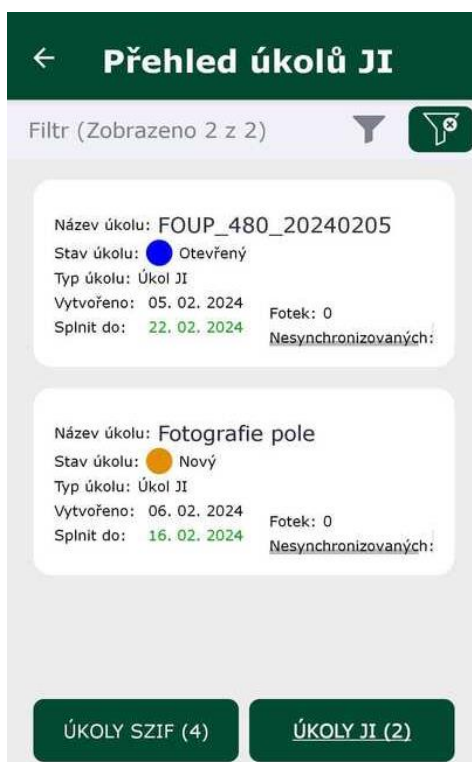 Přehled úkolů JI
Filtr (Zobrazeno 2 z 2)
Název úkolu: FOUP_480_20240205
Stav úkolu: Otevřený
Typ úkolu: Úkol JI
Vytvořeno: 05. 02. 2024
Fotek: 0
Splnit do: 22. 02. 2024
Nesynchronizovaných:
Název úkolu: Fotografie pole
Stav úkolu: Nový
Typ úkolu: Úkol JI
Vytvořeno: 06. 02. 2024
Fotek: 0
Splnit do: 16. 02. 2024
Nesynchronizovaných:
ÚKOLY SZIF (4)
ÚKOLY JI (2)